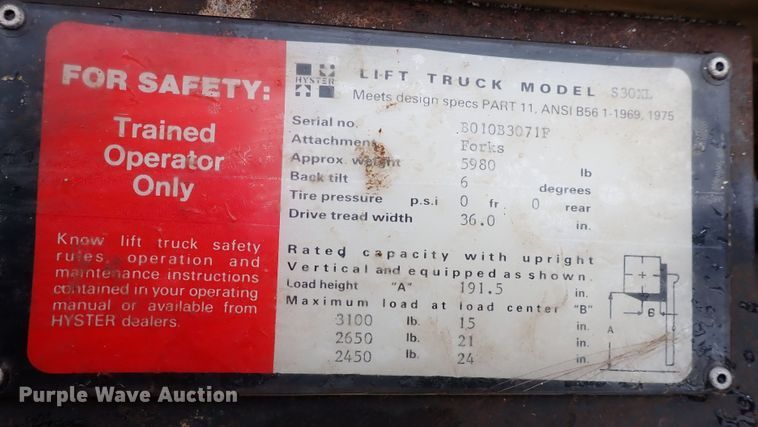 FOR SAFETY:
Trained
Operator
Only
Know lift truck safety
rules, operation and
maintenance instructions
contained in your operating
manual or available from
HYSTER dealers.
HYSTER
LIFT TRUCK MODEL S30XL
Meets design specs PART 11, ANSI B56.1-1969, 1975
Serial no. B010B3071F
Attachment Forks
Approx. weight 5980 lb
Back tilt 6 degrees
Tire pressure p.s.i 0 fr. 0 rear
Drive tread width 36.0 in.
Rated capacity with upright
Vertical and equipped as shown.
Load height "A" 191.5 in.
Maximum load at load center "B"
3100 lb. 15 in.
2650 lb. 21 in.
2450 lb. 24 in.
A
Purple Wave Auction